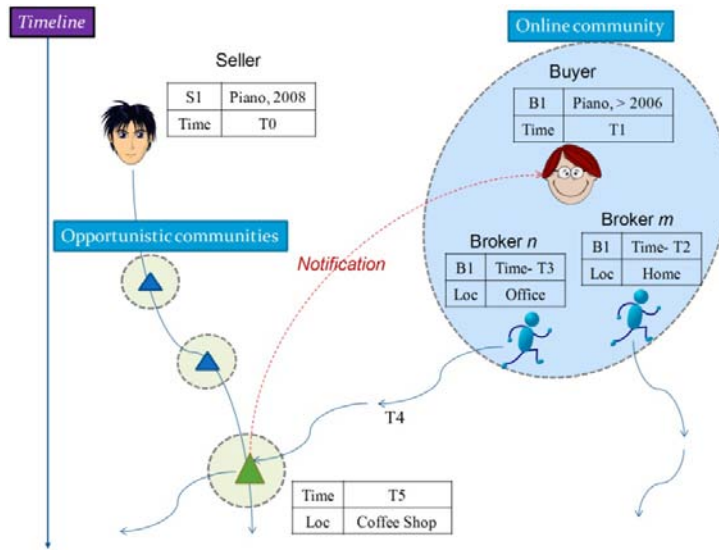 Timeline
Online community
Seller
S1 Piano, 2008
Time T0
Buyer
B1 Piano, > 2006
Time T1
Opportunistic communities
Notification
Broker n
B1 Time- T3
Loc Office
Broker m
B1 Time- T2
Loc Home
T4
Time T5
Loc Coffee Shop